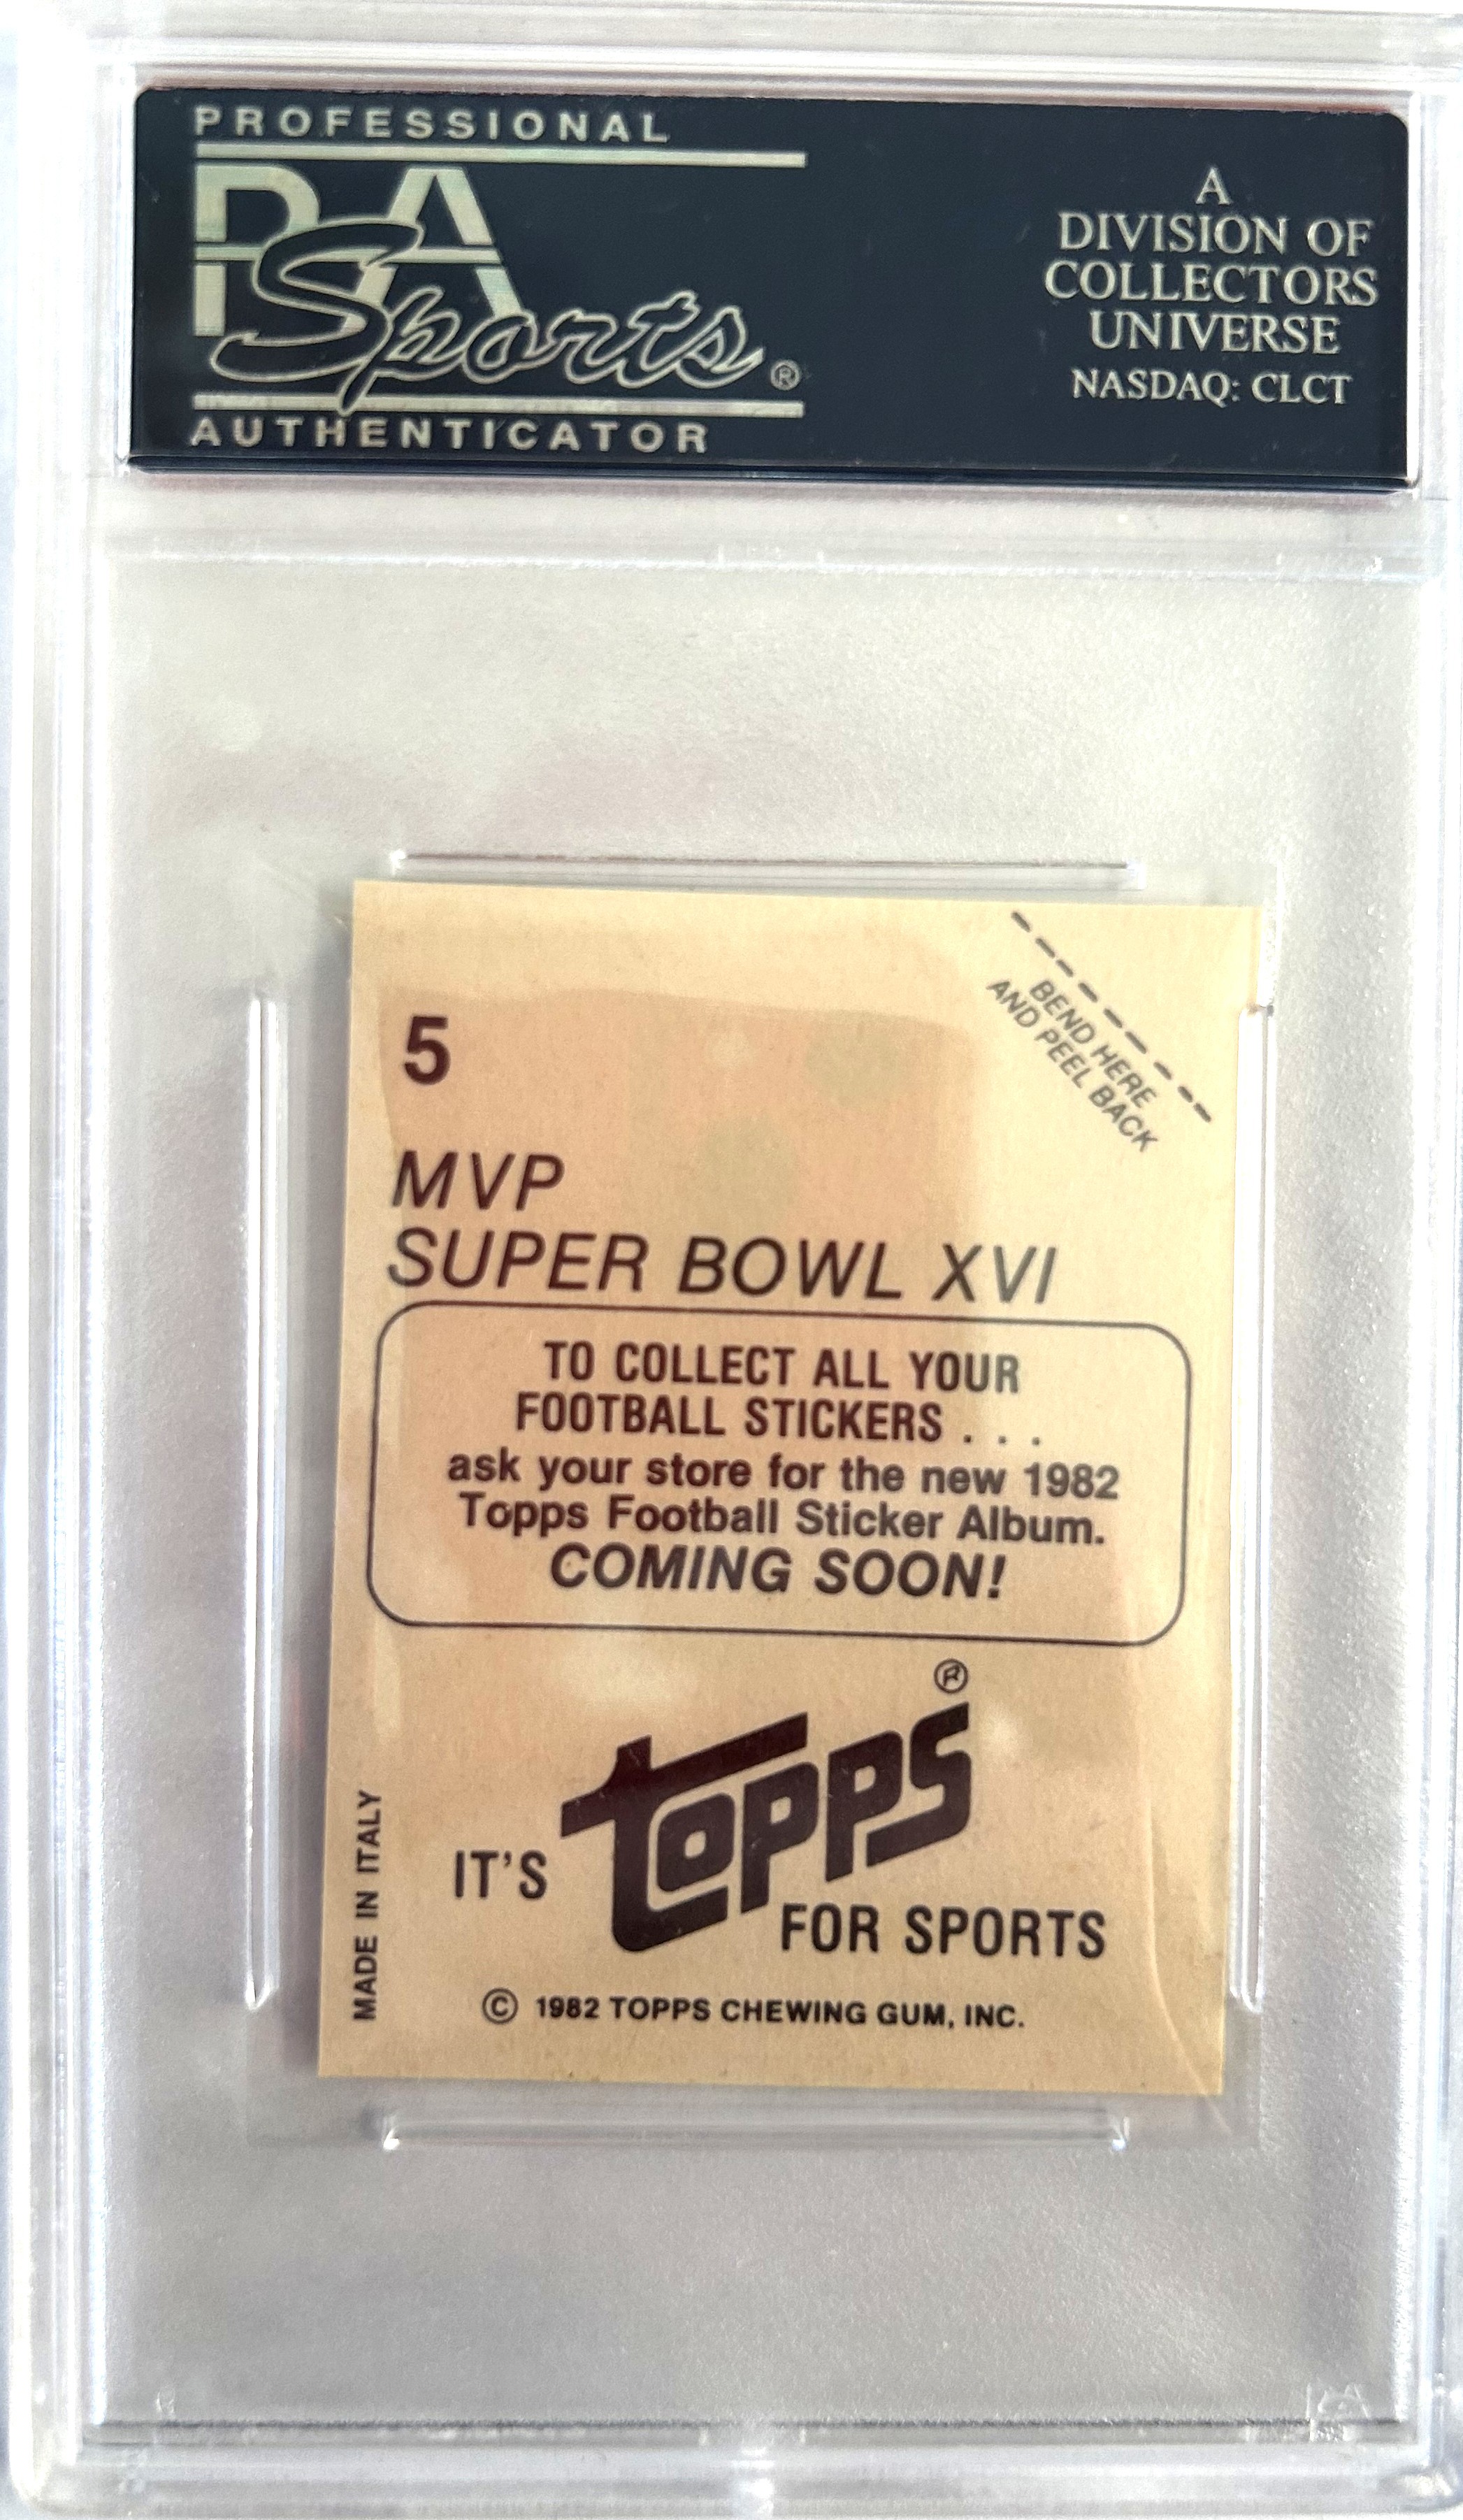 PROFESSIONAL
PSA
Sports®
AUTHENTICATOR
A
DIVISION OF
COLLECTORS
UNIVERSE
NASDAQ: CLCT
BEND HERE
AND PEEL BACK
5
MVP
SUPER BOWL XVI
TO COLLECT ALL YOUR
FOOTBALL STICKERS . . .
ask your store for the new 1982
Topps Football Sticker Album.
COMING SOON!
IT'S
topps®
FOR SPORTS
MADE IN ITALY
© 1982 TOPPS CHEWING GUM, INC.
PSA